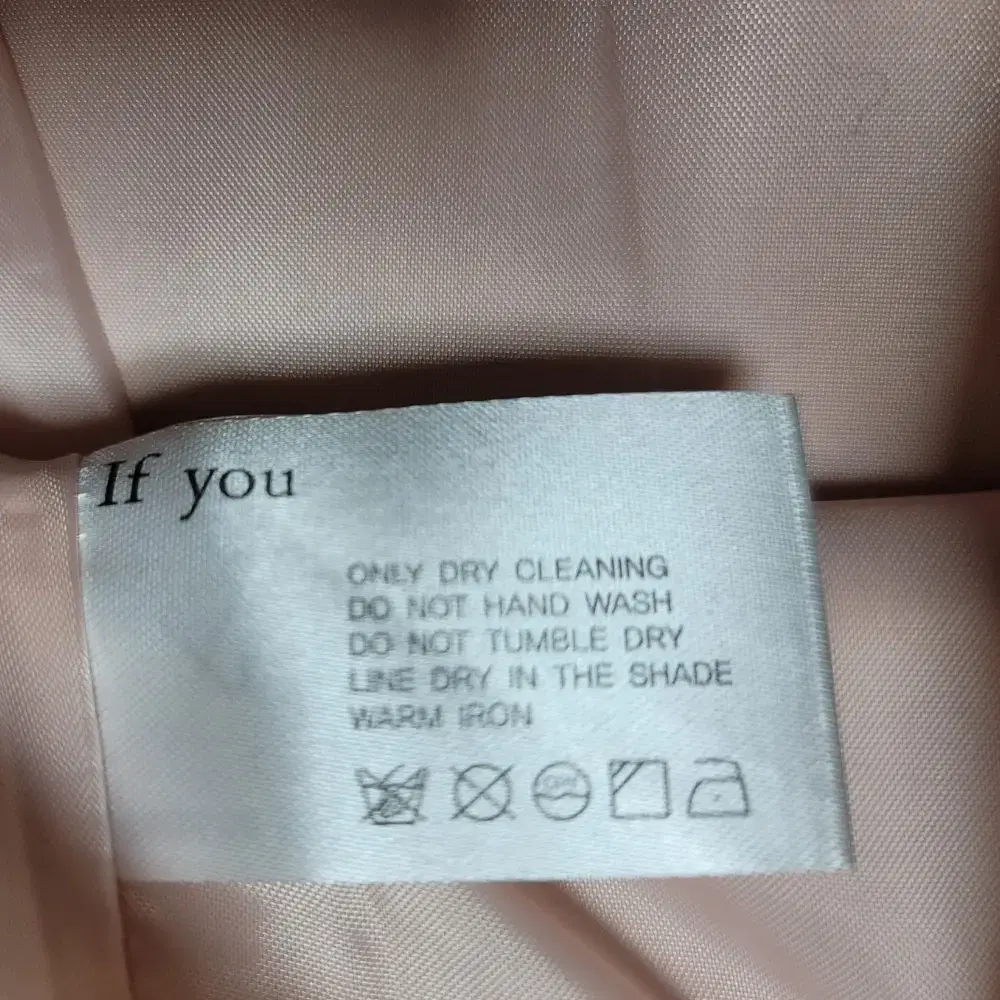 If you
ONLY DRY CLEANING
DO NOT HAND WASH
DO NOT TUMBLE DRY
LINE DRY IN THE SHADE
WARM IRON